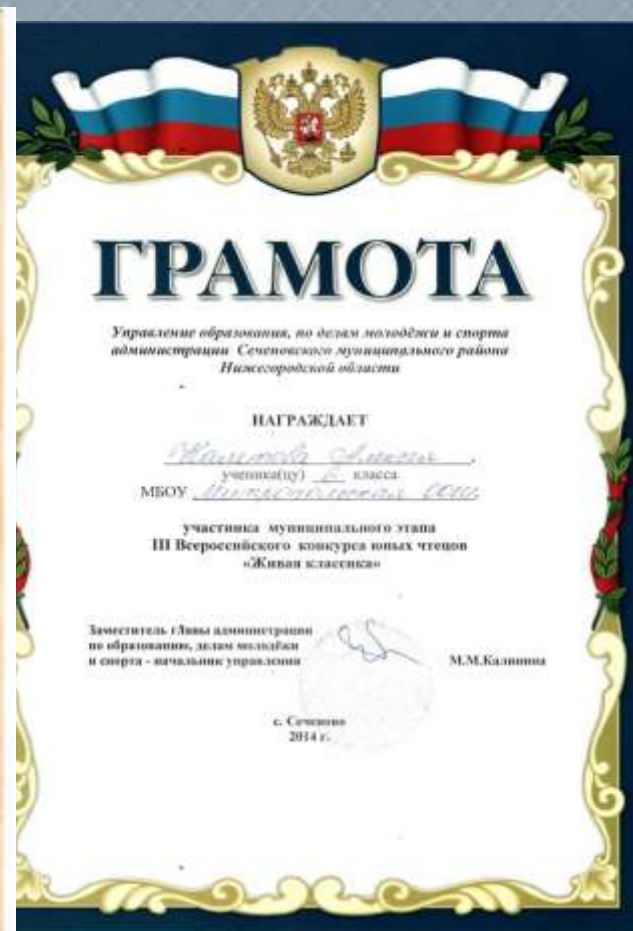 ГРАМОТА
Управление образования, по делам молодёжи и спорта
администрации Сеченовского муниципального района
Нижегородской области
НАГРАЖДАЕТ
ученика(цу) 6 класса
МБОУ СОШ
участника муниципального этапа
III Всероссийского конкурса юных чтецов
«Живая классика»
Заместитель главы администрации
по образованию, делам молодёжи
и спорта - начальник управления
М.М.Калинина
с. Сеченово
2014 г.